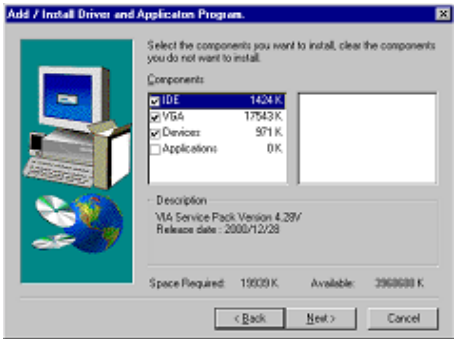 Add / Install Driver and Applicaton Program.
Select the components you want to install, clear the components
you do not want to install.
Components
IDE 1424 K
VGA 17543 K
Devices 971 K
Applications 0 K
Description
VIA Service Pack Version 4.28V
Release date : 2000/12/28
Space Required: 19939 K Available: 3968688 K
< Back Next > Cancel